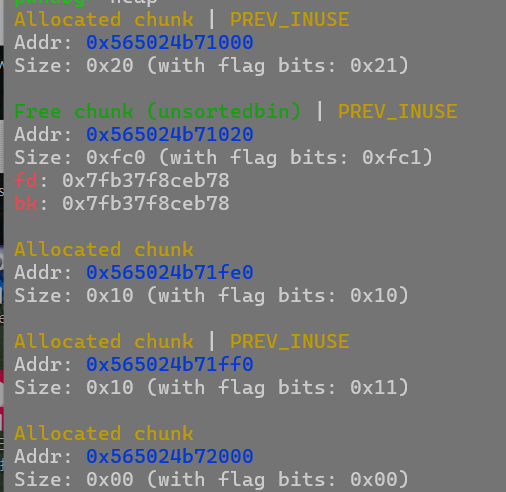 Allocated chunk | PREV_INUSE
Addr: 0x565024b71000
Size: 0x20 (with flag bits: 0x21)
Free chunk (unsortedbin) | PREV_INUSE
Addr: 0x565024b71020
Size: 0xfc0 (with flag bits: 0xfc1)
fd: 0x7fb37f8ceb78
bk: 0x7fb37f8ceb78
Allocated chunk
Addr: 0x565024b71fe0
Size: 0x10 (with flag bits: 0x10)
Allocated chunk | PREV_INUSE
Addr: 0x565024b71ff0
Size: 0x10 (with flag bits: 0x11)
Allocated chunk
Addr: 0x565024b72000
Size: 0x00 (with flag bits: 0x00)